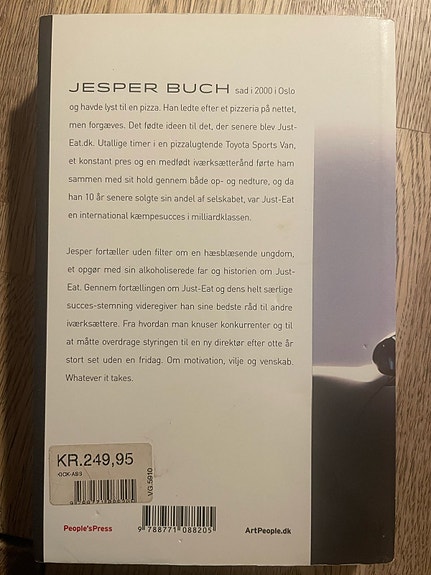 JESPER BUCH sad i 2000 i Oslo
og havde lyst til en pizza. Han ledte efter et pizzeria på nettet,
men forgæves. Det fødte ideen til det, der senere blev Just-
Eat.dk. Utallige timer i en pizzalugtende Toyota Sports Van,
et konstant pres og en medfødt iværksætterånd førte ham
sammen med sit hold gennem både op- og nedture, og da
han 10 år senere solgte sin andel af selskabet, var Just-Eat
en international kæmpesucces i milliardklassen.
Jesper fortæller uden filter om en hæsblæsende ungdom,
et opgør med sin alkoholiserede far og historien om Just-
Eat. Gennem fortællingen om Just-Eat og dens helt særlige
succes-stemning videregiver han sine bedste råd til andre
iværksættere. Fra hvordan man knuser konkurrenter og til
at måtte overdrage styringen til en ny direktør efter otte år
stort set uden en fridag. Om motivation, vilje og venskab.
Whatever it takes.
KR.249,95
VG.5910
9 788771 088205
People'sPress
ArtPeople.dk